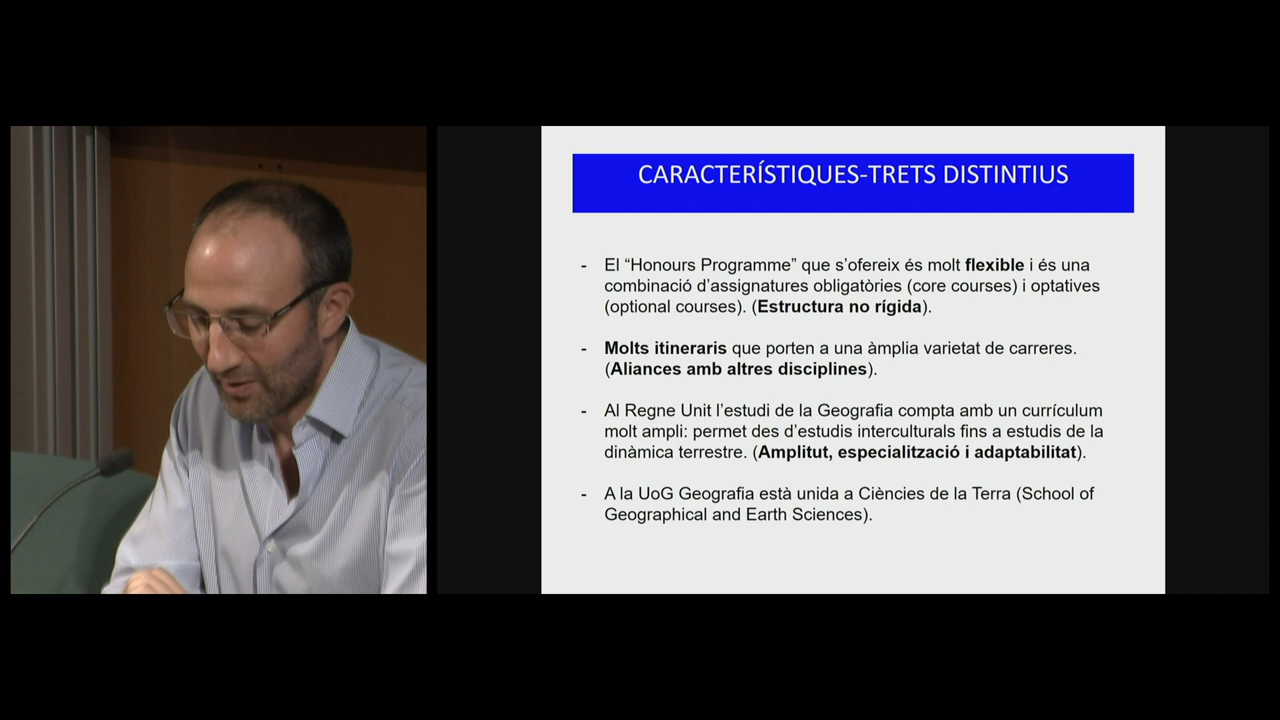 CARACTERÍSTIQUES-TRETS DISTINTIUS
- El “Honours Programme” que s’ofereix és molt flexible i és una
combinació d’assignatures obligatòries (core courses) i optatives
(optional courses). (Estructura no rígida).
- Molts itineraris que porten a una àmplia varietat de carreres.
(Aliances amb altres disciplines).
- Al Regne Unit l’estudi de la Geografia compta amb un currículum
molt ampli: permet des d’estudis interculturals fins a estudis de la
dinàmica terrestre. (Amplitut, especialització i adaptabilitat).
- A la UoG Geografia està unida a Ciències de la Terra (School of
Geographical and Earth Sciences).